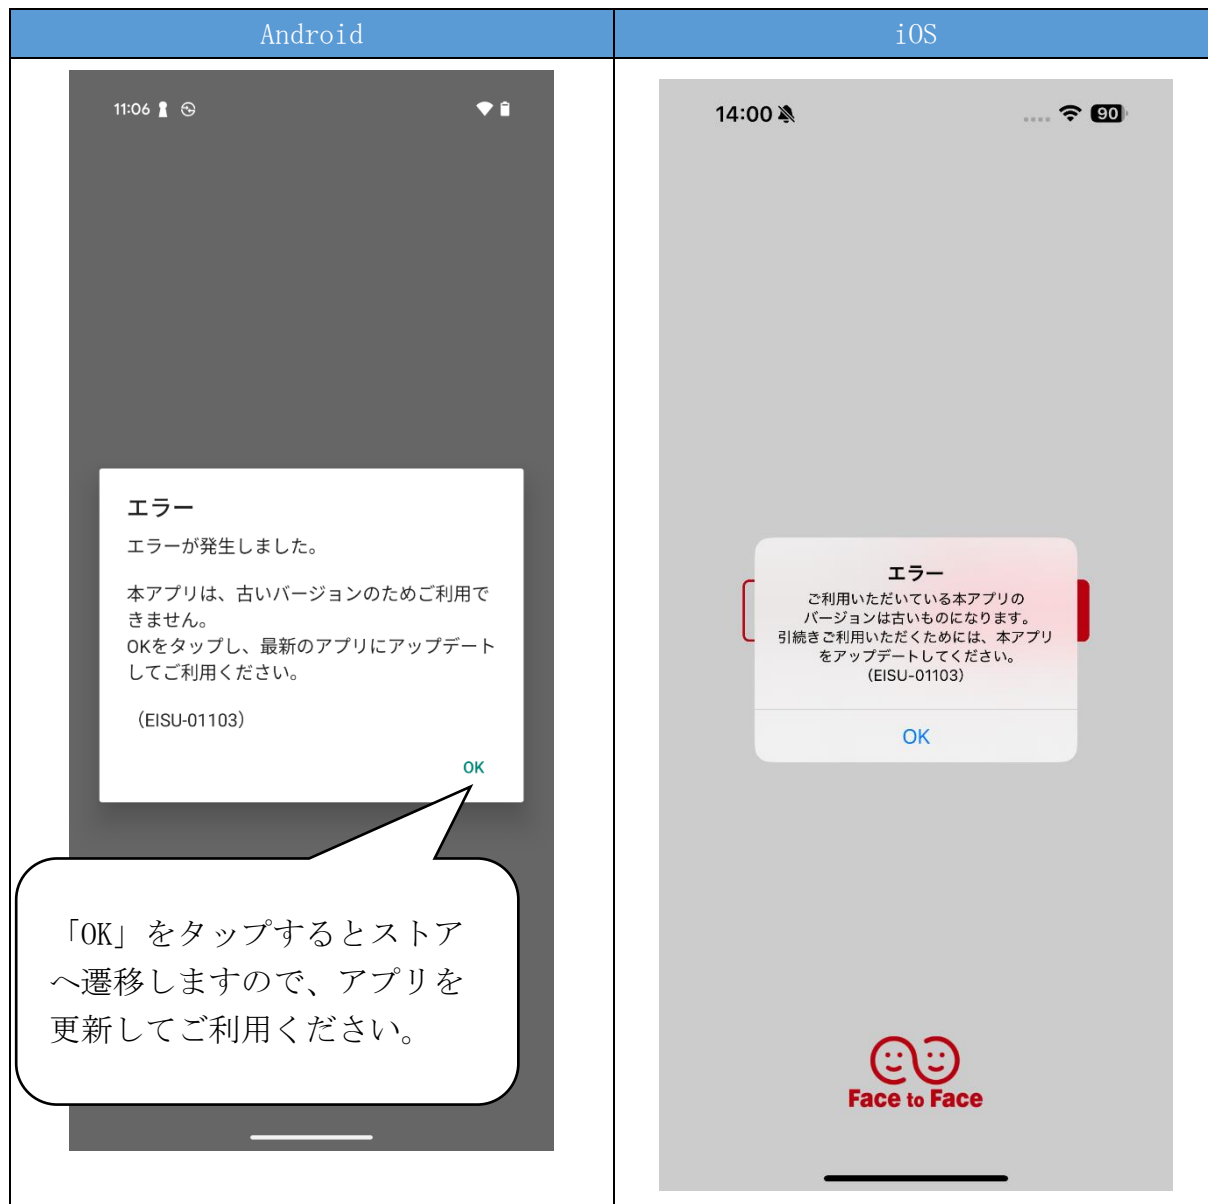 Android
iOS
11:06
エラー
エラーが発生しました。
本アプリは、古いバージョンのためご利用で
きません。
OKをタップし、最新のアプリにアップデート
してご利用ください。
（EISU-01103）
OK
「OK」をタップするとストア
へ遷移しますので、アプリを
更新してご利用ください。
14:00
90
エラー
ご利用いただいている本アプリの
バージョンは古いものになります。
引続きご利用いただくためには、本アプリ
をアップデートしてください。
（EISU-01103）
OK
Face to Face